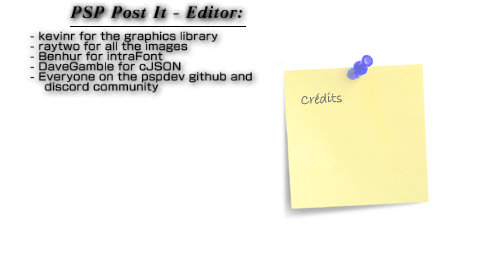 PSP Post It - Editor:
- kevinr for the graphics library
- raytwo for all the images
- Benhur for intraFont
- DaveGamble for cJSON
- Everyone on the pspdev github and
discord community
Crédits